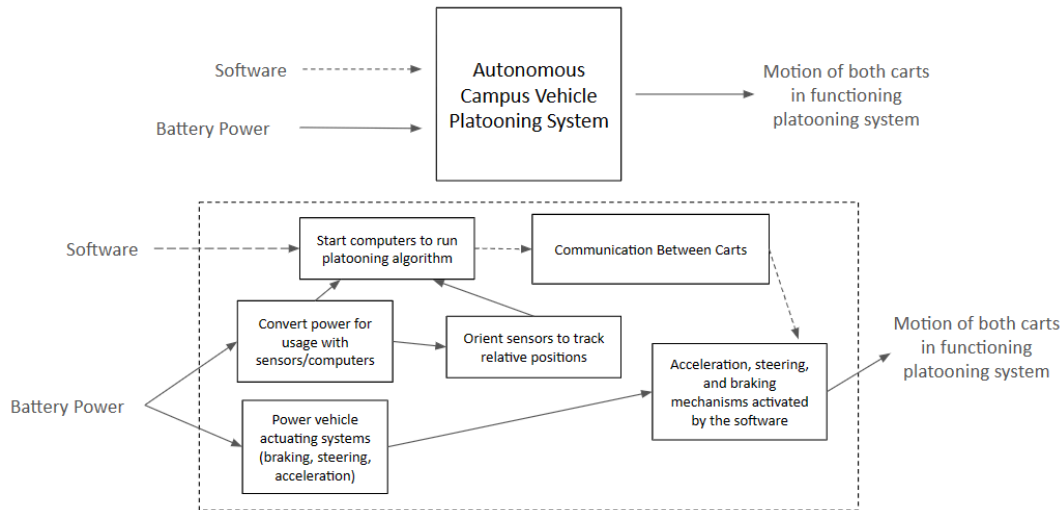 Software
Battery Power
Autonomous
Campus Vehicle
Platooning System
Motion of both carts
in functioning
platooning system
Software
Start computers to run
platooning algorithm
Communication Between Carts
Convert power for
usage with
sensors/computers
Orient sensors to track
relative positions
Battery Power
Power vehicle
actuating systems
(braking, steering,
acceleration)
Acceleration, steering,
and braking
mechanisms activated
by the software
Motion of both carts
in functioning
platooning system